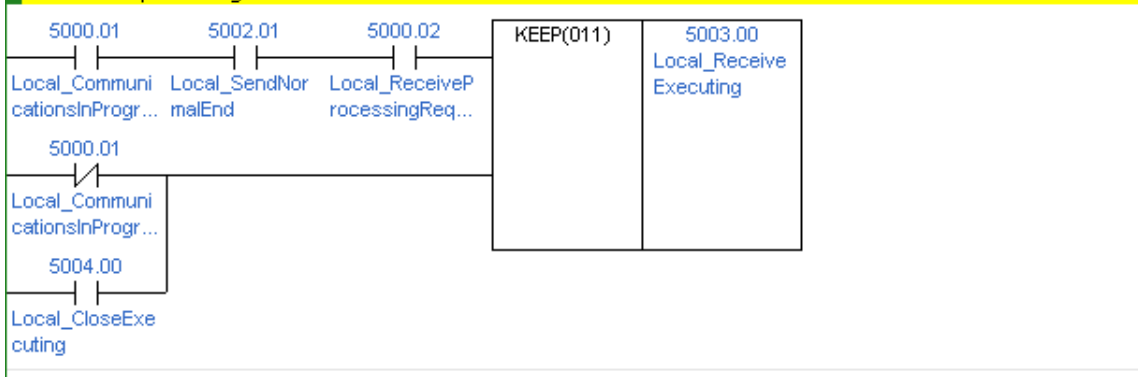 5000.01 5002.01 5000.02 KEEP(011) 5003.00
Local_Communi Local_SendNor Local_ReceiveP Local_Receive
cationsInProgr... malEnd rocessingReq... Executing
5000.01
Local_Communi
cationsInProgr...
5004.00
Local_CloseExe
cuting